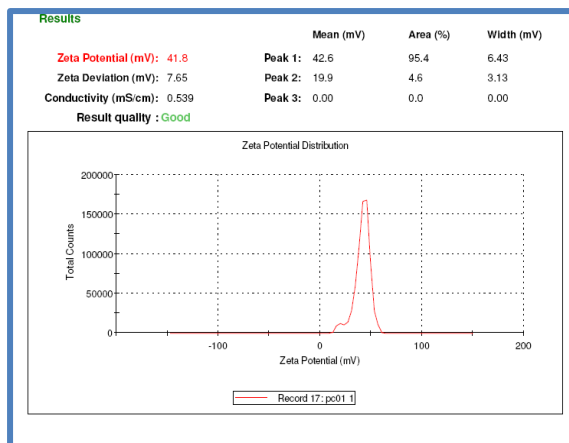 Results
Mean (mV) Area (%) Width (mV)
Zeta Potential (mV): 41.8 Peak 1: 42.6 95.4 6.43
Zeta Deviation (mV): 7.65 Peak 2: 19.9 4.6 3.13
Conductivity (mS/cm): 0.539 Peak 3: 0.00 0.0 0.00
Result quality : Good
Zeta Potential Distribution
200000
150000
100000
50000
0
Total Counts
-100 0 100 200
Zeta Potential (mV)
Record 17: pc01 1